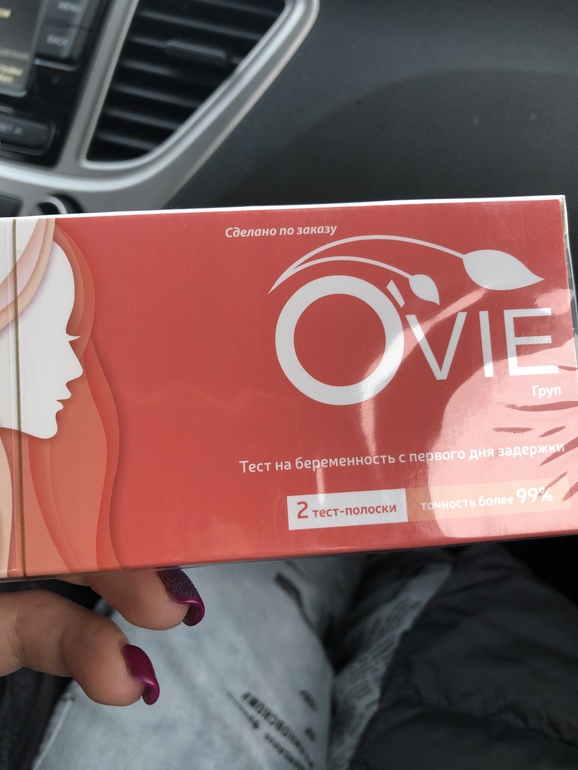 Сделано по заказу
O'VIE
Груп
Тест на беременность с первого дня задержки
2 тест-полоски
точность более 99%